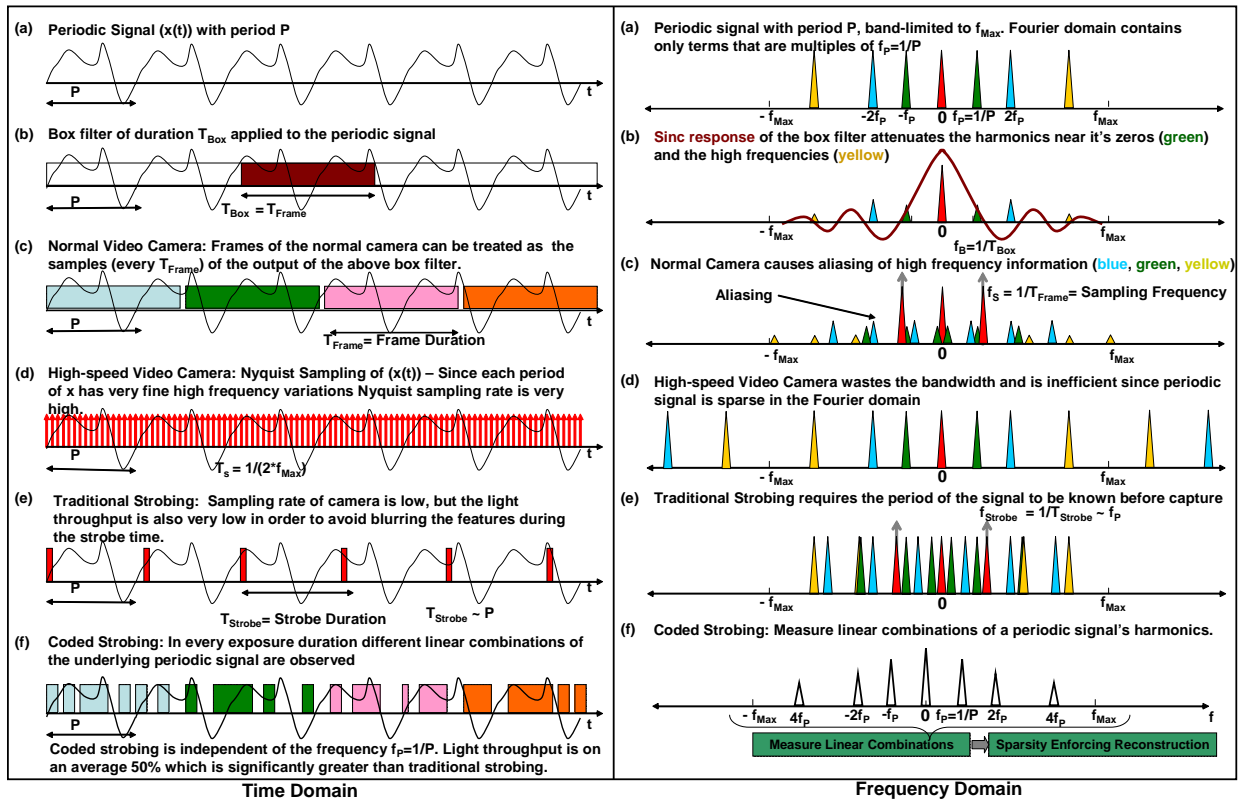 (a) Periodic Signal (x(t)) with period P
P
t
(b) Box filter of duration TBox applied to the periodic signal
t
P
TBox = TFrame
(c) Normal Video Camera: Frames of the normal camera can be treated as the
samples (every TFrame) of the output of the above box filter.
P
t
TFrame= Frame Duration
(d) High-speed Video Camera: Nyquist Sampling of (x(t)) – Since each period
of x has very fine high frequency variations Nyquist sampling rate is very
high.
t
P
Ts = 1/(2*fMax)
(e) Traditional Strobing: Sampling rate of camera is low, but the light
throughput is also very low in order to avoid blurring the features during
the strobe time.
P
t
TStrobe= Strobe Duration
TStrobe ~ P
(f) Coded Strobing: In every exposure duration different linear combinations of
the underlying periodic signal are observed
P
t
Coded strobing is independent of the frequency fP=1/P. Light throughput is on
an average 50% which is significantly greater than traditional strobing.
Time Domain
(a) Periodic signal with period P, band-limited to fMax. Fourier domain contains
only terms that are multiples of fP=1/P
- fMax -2fP -fP 0 fP=1/P 2fP fMax
(b) Sinc response of the box filter attenuates the harmonics near it's zeros (green)
and the high frequencies (yellow)
- fMax 0 fMax
fB=1/TBox
(c) Normal Camera causes aliasing of high frequency information (blue, green, yellow)
fS = 1/TFrame= Sampling Frequency
Aliasing
- fMax 0 fMax
(d) High-speed Video Camera wastes the bandwidth and is inefficient since periodic
signal is sparse in the Fourier domain
- fMax 0 fMax
(e) Traditional Strobing requires the period of the signal to be known before capture
fStrobe = 1/TStrobe ~ fP
- fMax 0 fMax
(f) Coded Strobing: Measure linear combinations of a periodic signal's harmonics.
- fMax 4fP -2fP -fP 0 fP=1/P 2fP 4fP fMax f
Measure Linear Combinations
Sparsity Enforcing Reconstruction
Frequency Domain